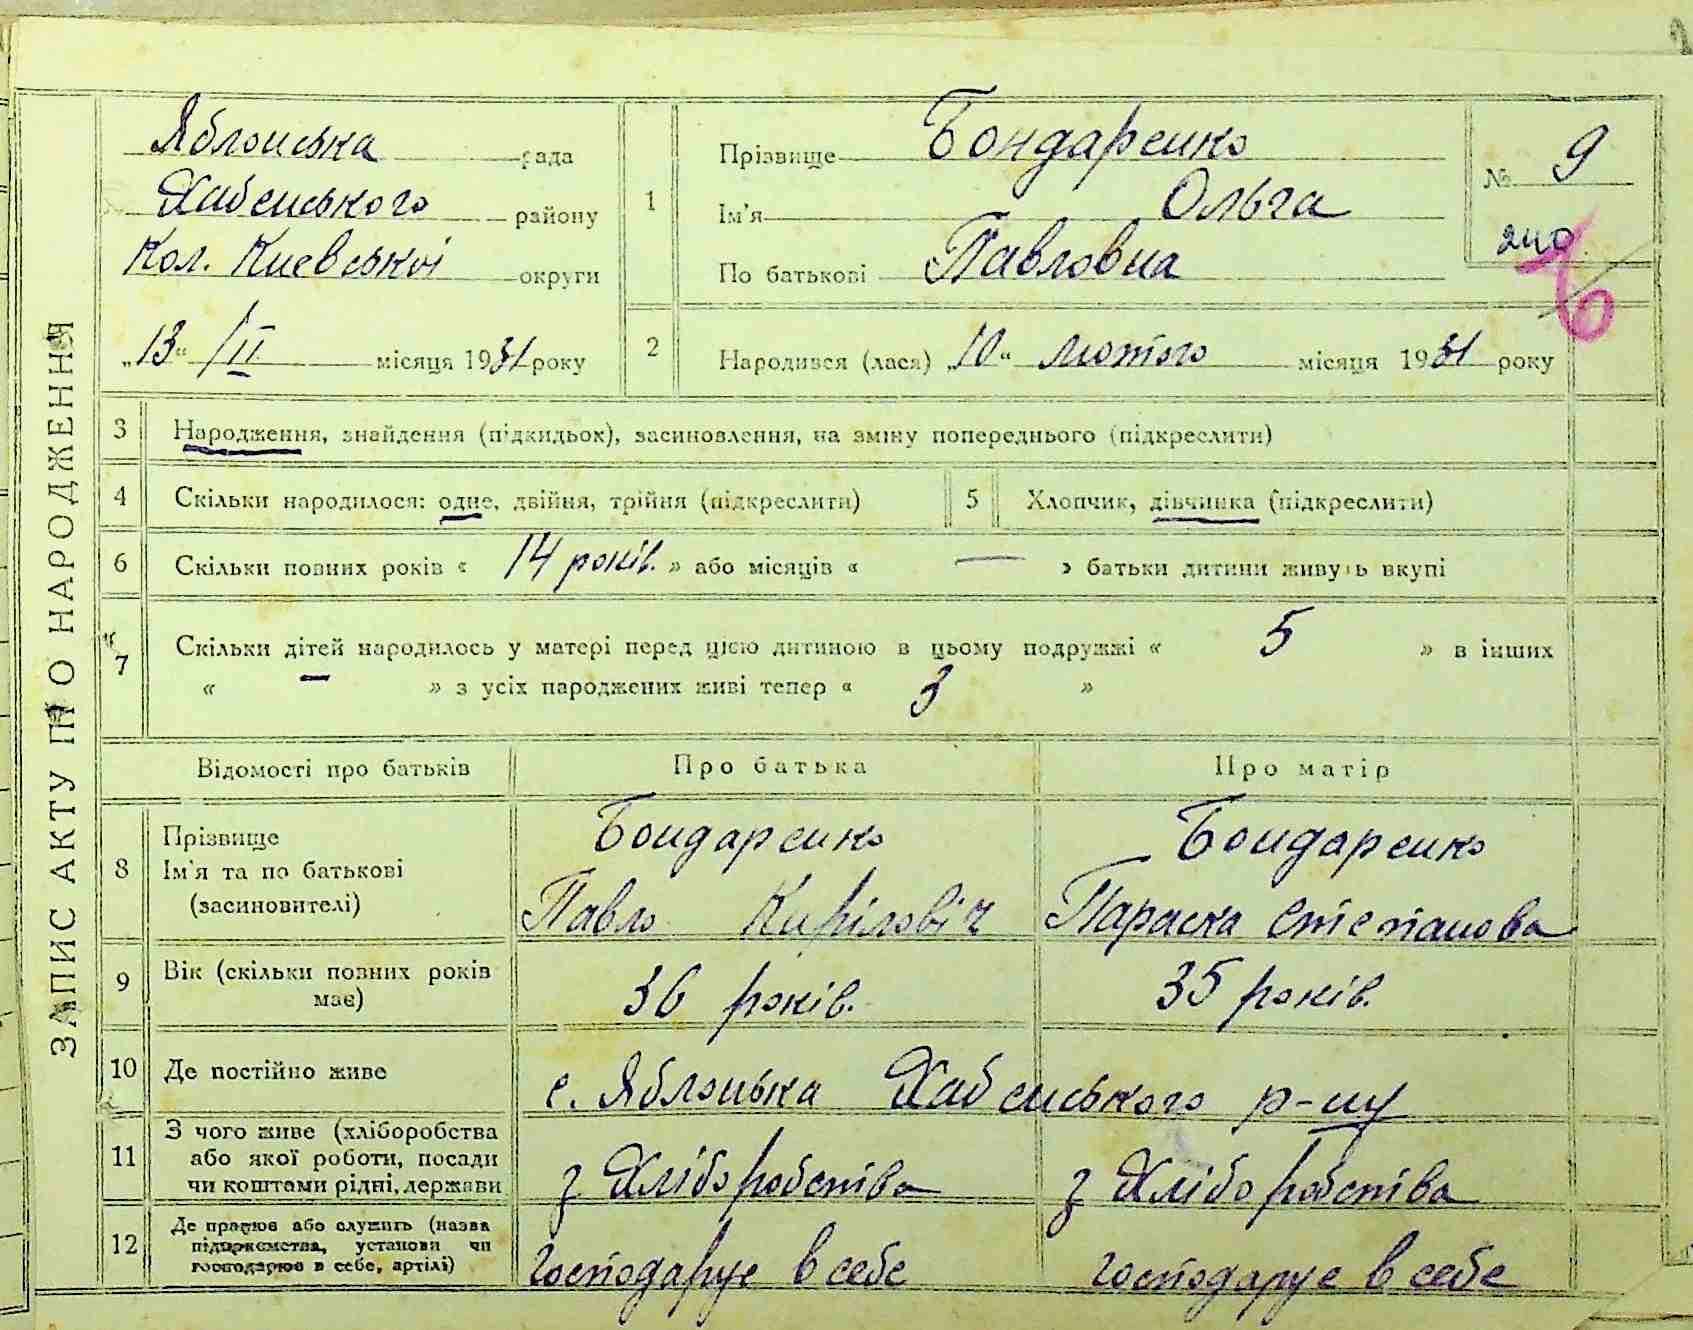 ЗАПИС АКТУ ПРО НАРОДЖЕННЯ
Яблонська рада
Хабенського району
Кол. Киевської округи
„13“ /II місяця 1931 року
1
Прізвище Бондаренко
Ім'я Ольга
По батькові Павловна
№ 9
2
Народився (лася) „10“ лютого місяця 1931 року
3 Народження, знайдення (підкидьок), засиновлення, на зміну попереднього (підкреслити)
4 Скільки народилося: одне, двійня, трійня (підкреслити)
5 Хлопчик, дівчинка (підкреслити)
6 Скільки повних років « 14 років. » або місяців « — » батьки дитини живуть вкупі
7 Скільки дітей народилось у матері перед цією дитиною в цьому подружжі « 5 » в інших
« — » з усіх народжених живі тепер « 3 »
Відомості про батьків Про батька Про матір
8 Прізвище
Ім'я та по батькові
(засиновителі)
Бондаренко
Павло Кирілович
Бондаренко
Параска Степанова
9 Вік (скільки повних років
має)
36 років. 35 років.
10 Де постійно живе с. Яблонька Хабенського р-ну
11 З чого живе (хліборобства
або якої роботи, посади
чи коштами рідні, держави
з хліборобства з хліборобства
12 Де працює або служить (назва
підприємства, установи чи
господарює в себе, артілі)
господарує в себе господарує в себе